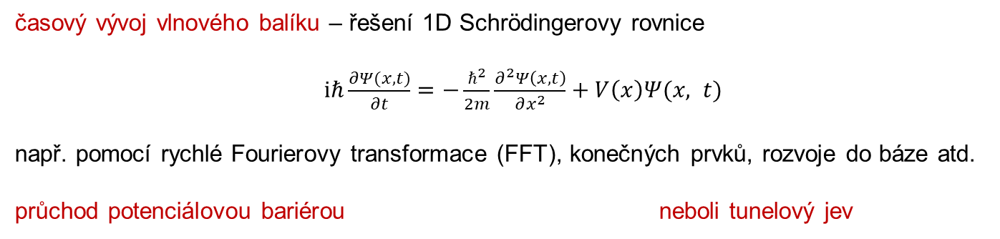 časový vývoj vlnového balíku – řešení 1D Schrödingerovy rovnice
iℏ ∂Ψ(x,t)/∂t = −ℏ²/2m ∂²Ψ(x,t)/∂x² + V(x)Ψ(x, t)
např. pomocí rychlé Fourierovy transformace (FFT), konečných prvků, rozvoje do báze atd.
průchod potenciálovou bariérou neboli tunelový jev